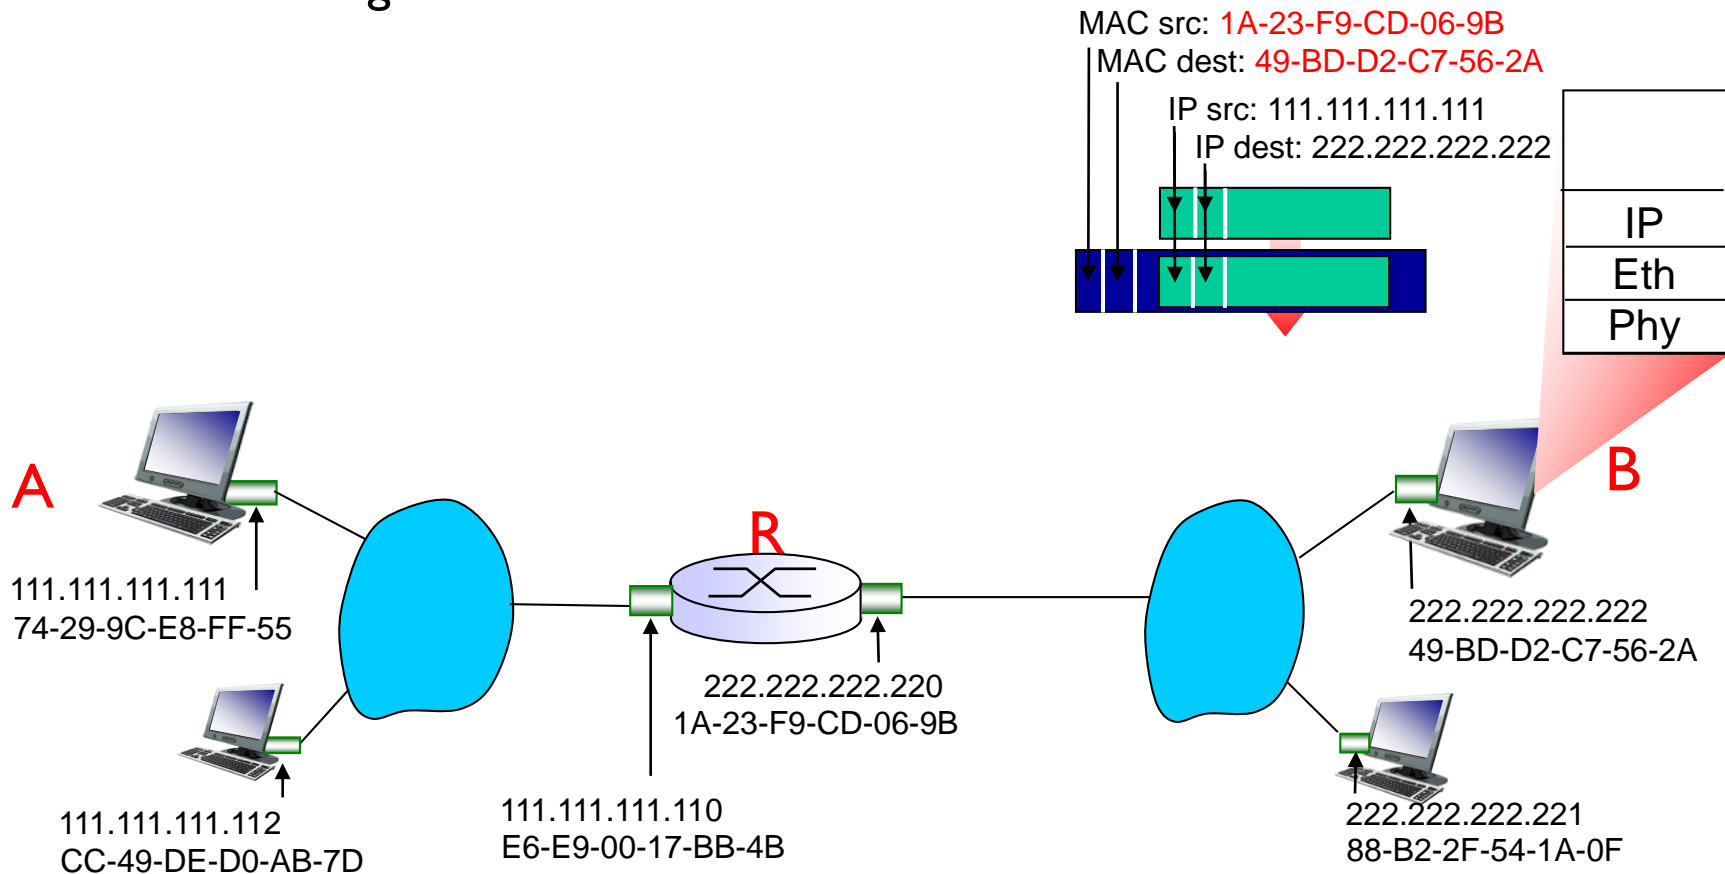 MAC src: 1A-23-F9-CD-06-9B
MAC dest: 49-BD-D2-C7-56-2A
IP src: 111.111.111.111
IP dest: 222.222.222.222
IP
Eth
Phy
A
111.111.111.111
74-29-9C-E8-FF-55
R
B
222.222.222.222
49-BD-D2-C7-56-2A
222.222.222.220
1A-23-F9-CD-06-9B
111.111.111.112
CC-49-DE-D0-AB-7D
111.111.111.110
E6-E9-00-17-BB-4B
222.222.222.221
88-B2-2F-54-1A-0F